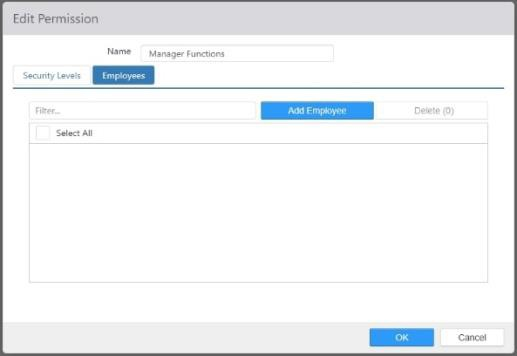 Edit Permission
Name Manager Functions
Security Levels Employees
Filter... Add Employee Delete (0)
Select All
OK Cancel